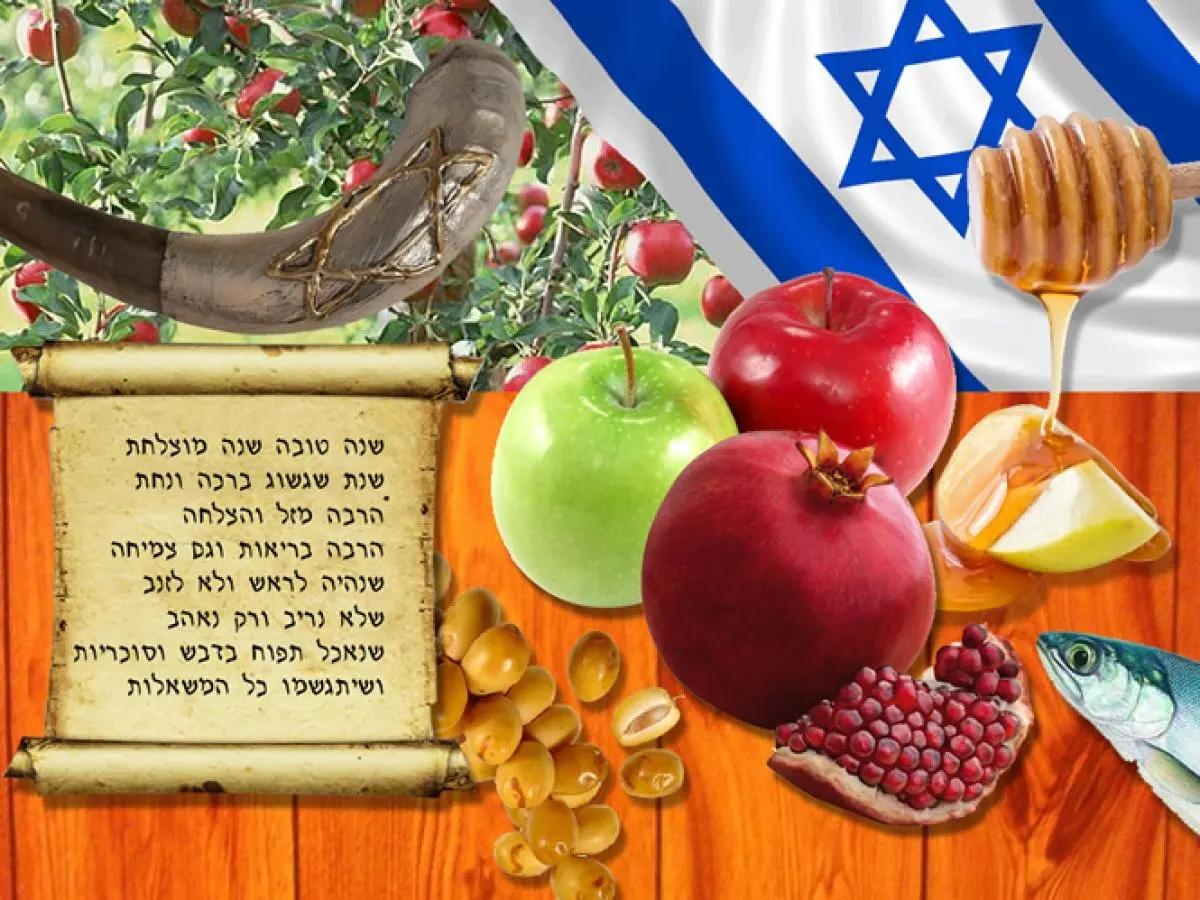 שנה טובה שנה מוצלחת
שנת שגשוג ברכה ונחת
הרבה מזל והצלחה
הרבה בריאות וגם צמיחה
שנהיה לראש ולא לזנב
שלא נריב ורק נאהב
שנאכל תפוח בדבש וסוכריות
ושיתגשמו כל המשאלות